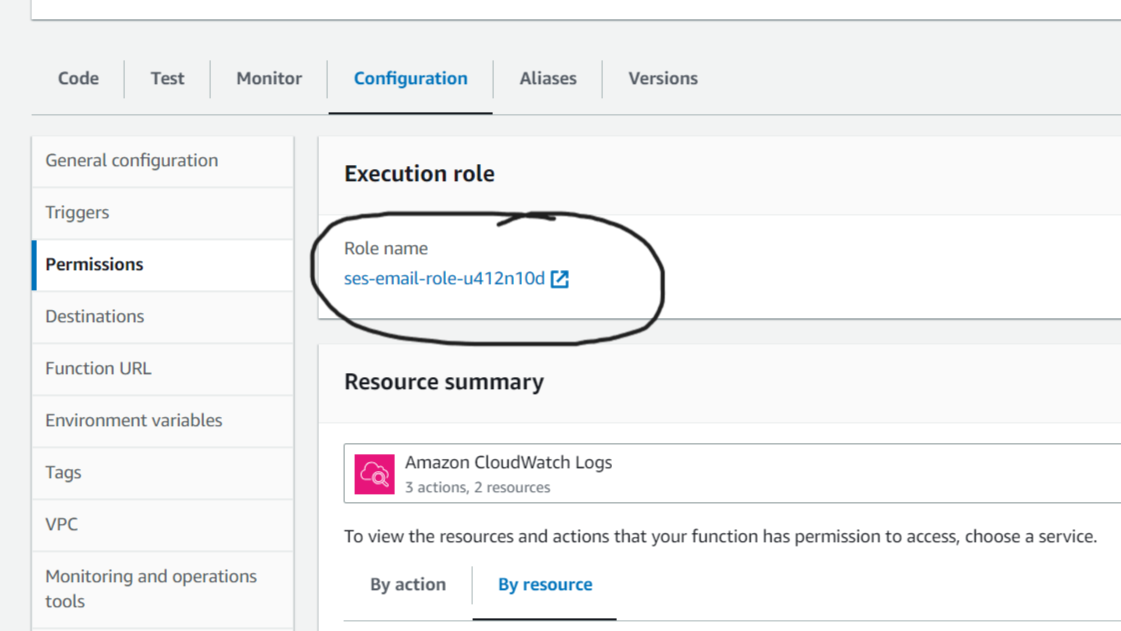 Code Test Monitor Configuration Aliases Versions
General configuration
Triggers
Permissions
Destinations
Function URL
Environment variables
Tags
VPC
Monitoring and operations
tools
Execution role
Role name
ses-email-role-u412n10d
Resource summary
Amazon CloudWatch Logs
3 actions, 2 resources
To view the resources and actions that your function has permission to access, choose a service.
By action By resource